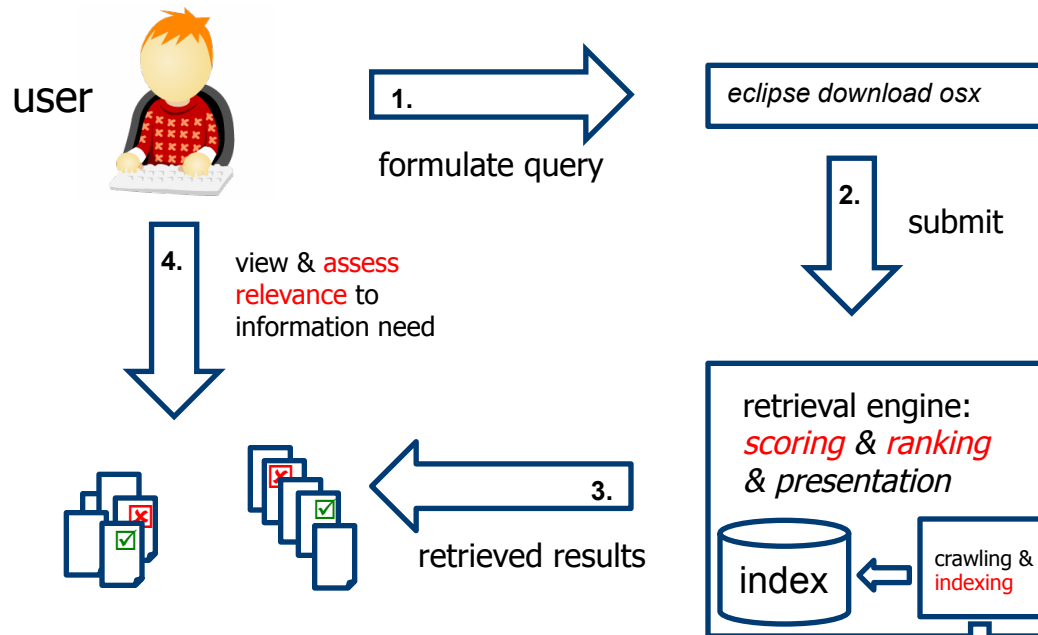 user
1.
formulate query
eclipse download osx
2.
submit
4.
view & assess
relevance to
information need
retrieval engine:
scoring & ranking
& presentation
3.
retrieved results
index
crawling &
indexing